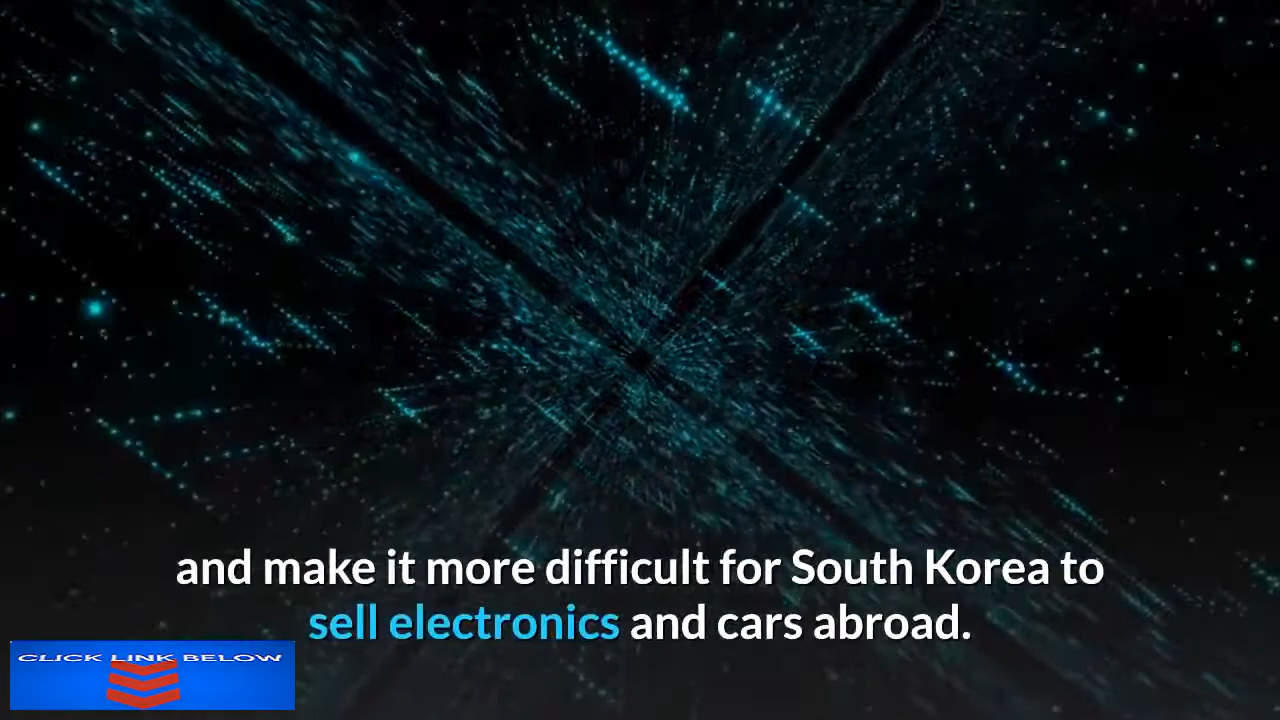 and make it more difficult for South Korea to
sell electronics and cars abroad.
CLICK LINK BELOW